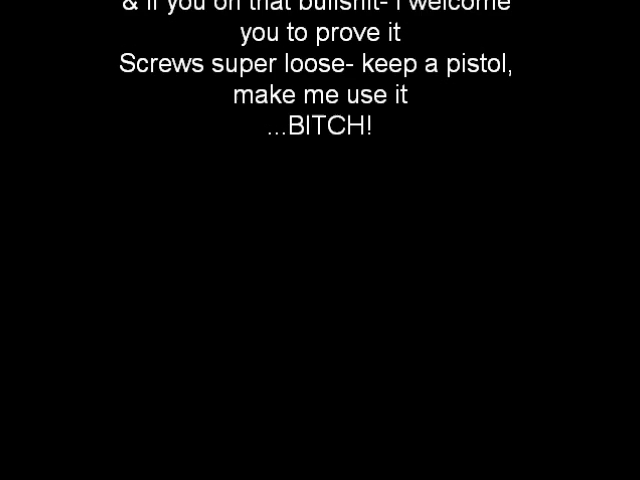 & if you on that bullshit- I welcome
you to prove it
Screws super loose- keep a pistol,
make me use it
...BITCH!